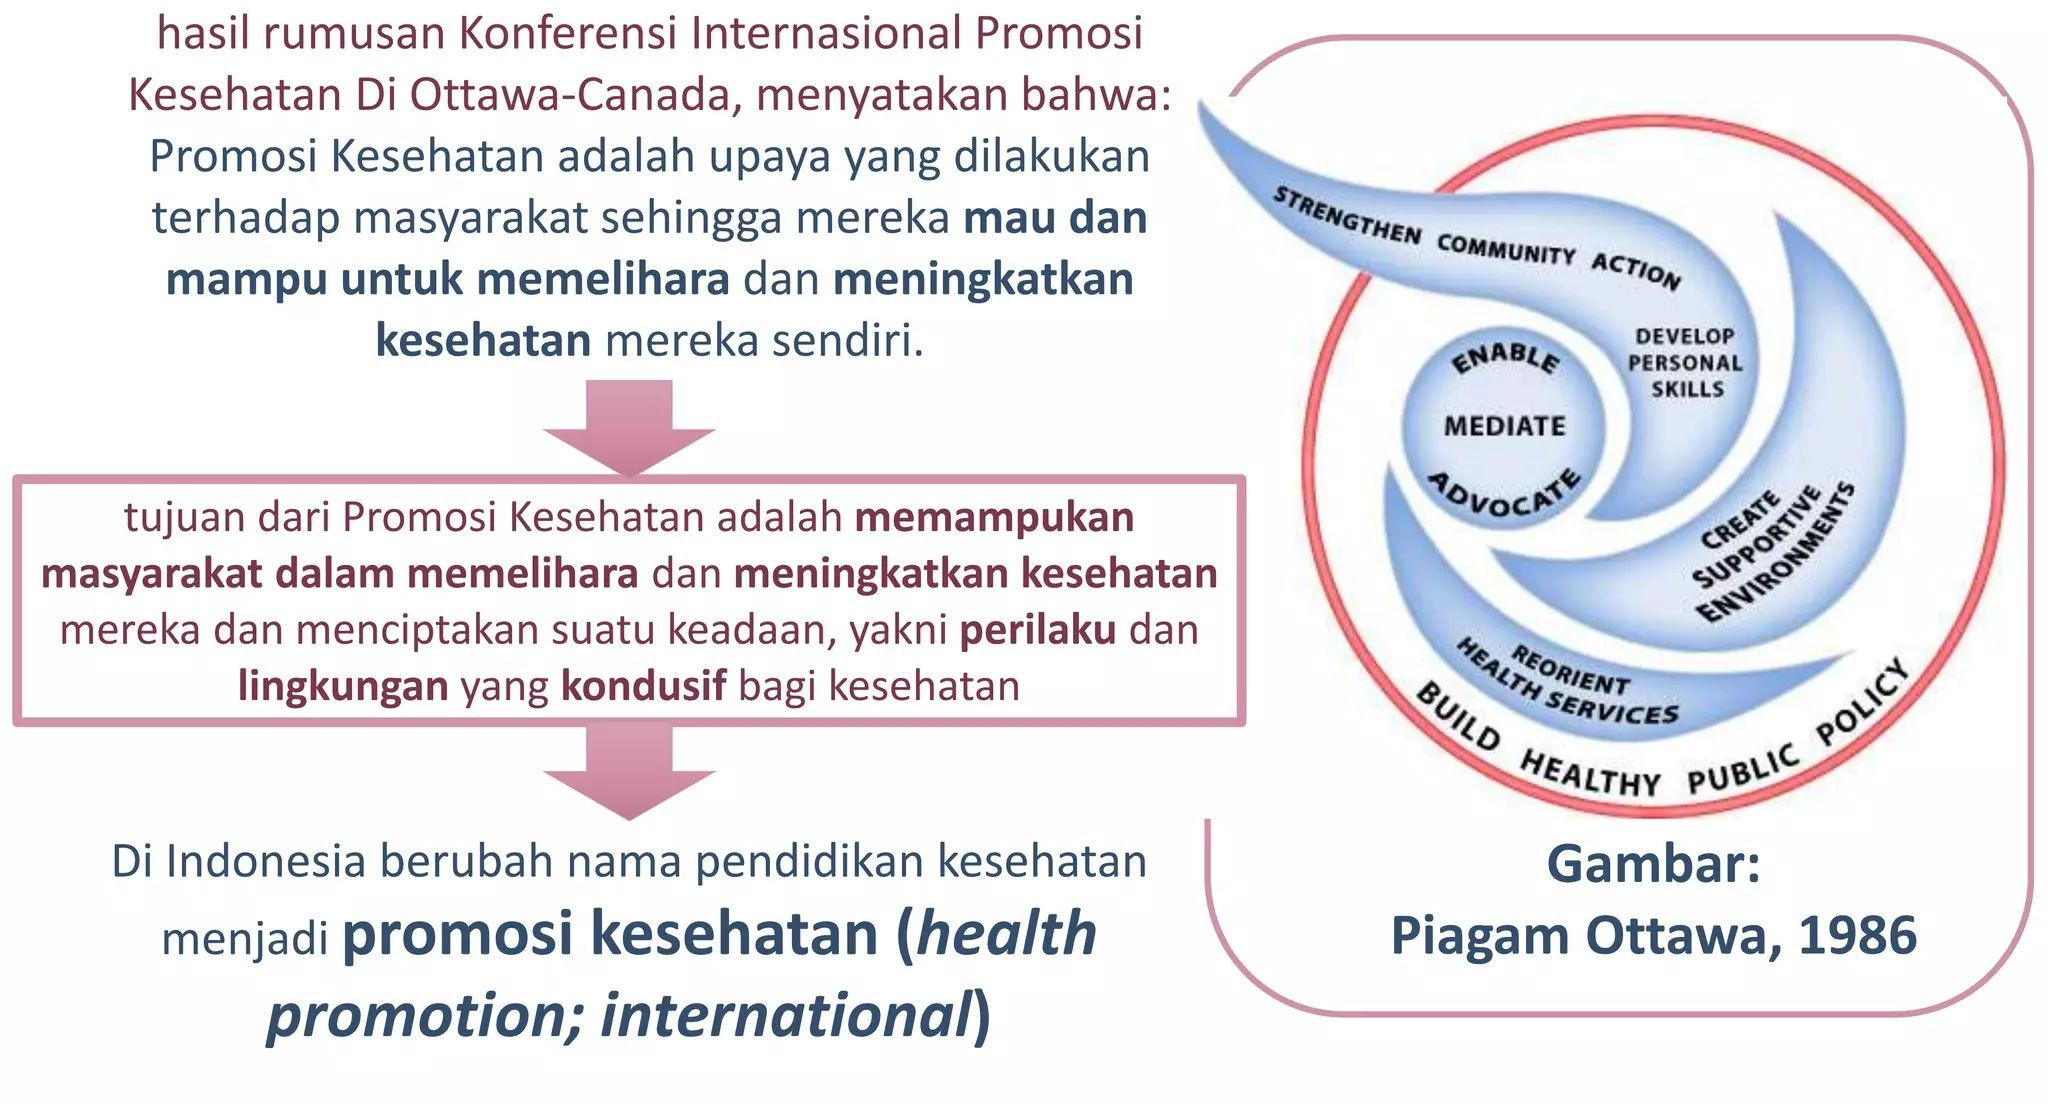 hasil rumusan Konferensi Internasional Promosi
Kesehatan Di Ottawa-Canada, menyatakan bahwa:
Promosi Kesehatan adalah upaya yang dilakukan
terhadap masyarakat sehingga mereka mau dan
mampu untuk memelihara dan meningkatkan
kesehatan mereka sendiri.
tujuan dari Promosi Kesehatan adalah memampukan
masyarakat dalam memelihara dan meningkatkan kesehatan
mereka dan menciptakan suatu keadaan, yakni perilaku dan
lingkungan yang kondusif bagi kesehatan
Di Indonesia berubah nama pendidikan kesehatan
menjadi promosi kesehatan (health
promotion; international)
STRENGTHEN COMMUNITY ACTION
DEVELOP
PERSONAL
SKILLS
ENABLE
MEDIATE
ADVOCATE
CREATE
SUPPORTIVE
ENVIRONMENTS
REORIENT
HEALTH SERVICES
BUILD HEALTHY PUBLIC POLICY
Gambar:
Piagam Ottawa, 1986